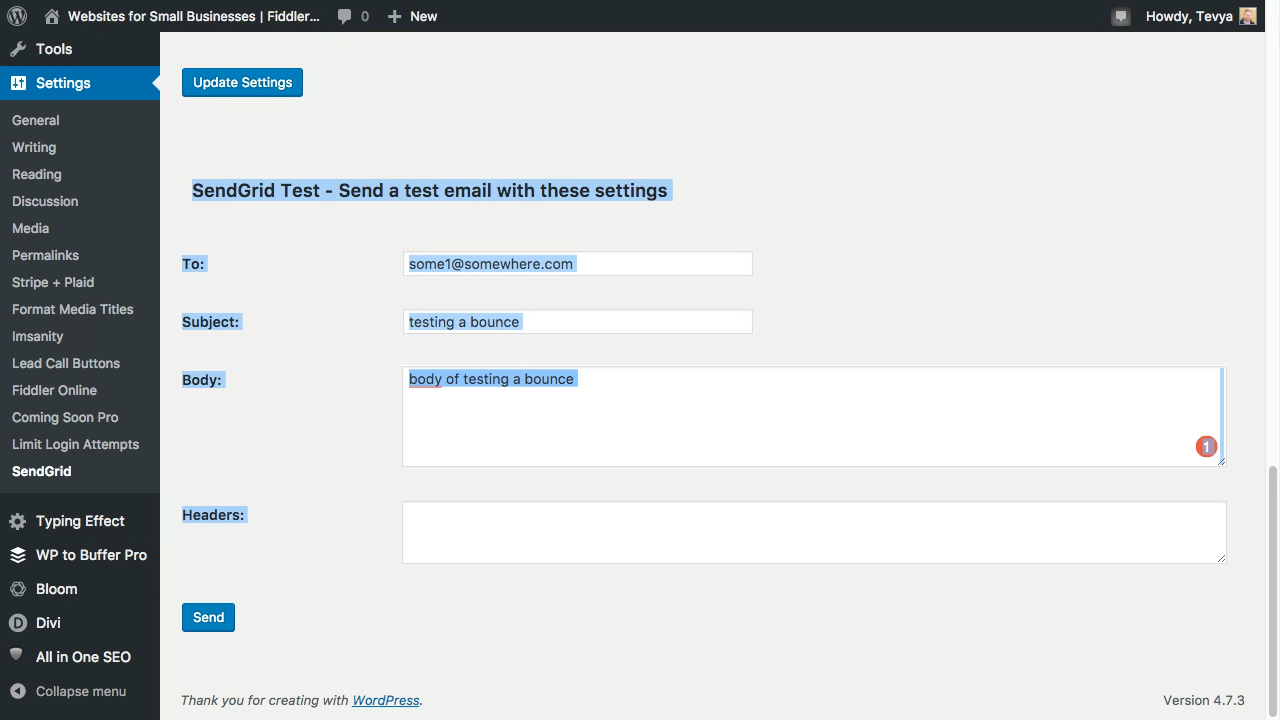 Websites for Small Businesses | Fiddler... 0 New Howdy, Tevya
Tools
Settings
General
Writing
Reading
Discussion
Media
Permalinks
Stripe + Plaid
Format Media Titles
Imsanity
Lead Call Buttons
Fiddler Online
Coming Soon Pro
Limit Login Attempts
SendGrid
Typing Effect
WP to Buffer Pro
Bloom
Divi
All in One SEO
Collapse menu
Update Settings
SendGrid Test - Send a test email with these settings
To: some1@somewhere.com
Subject: testing a bounce
Body: body of testing a bounce
1
Headers:
Send
Thank you for creating with WordPress. Version 4.7.3